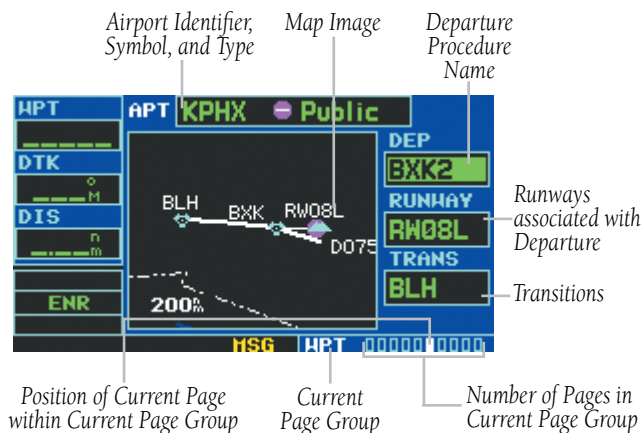 Airport Identifier,
Symbol, and Type
Map Image
Departure
Procedure
Name
WPT
APT KPHX Public
DEP
BXK2
DTK
M
RUNWAY
RW08L
Runways
associated with
Departure
DIS
n
m
BLH
BXK
RW08L
D075
TRANS
BLH
Transitions
ENR
200nm
MSG
WPT
Position of Current Page
within Current Page Group
Current
Page Group
Number of Pages in
Current Page Group